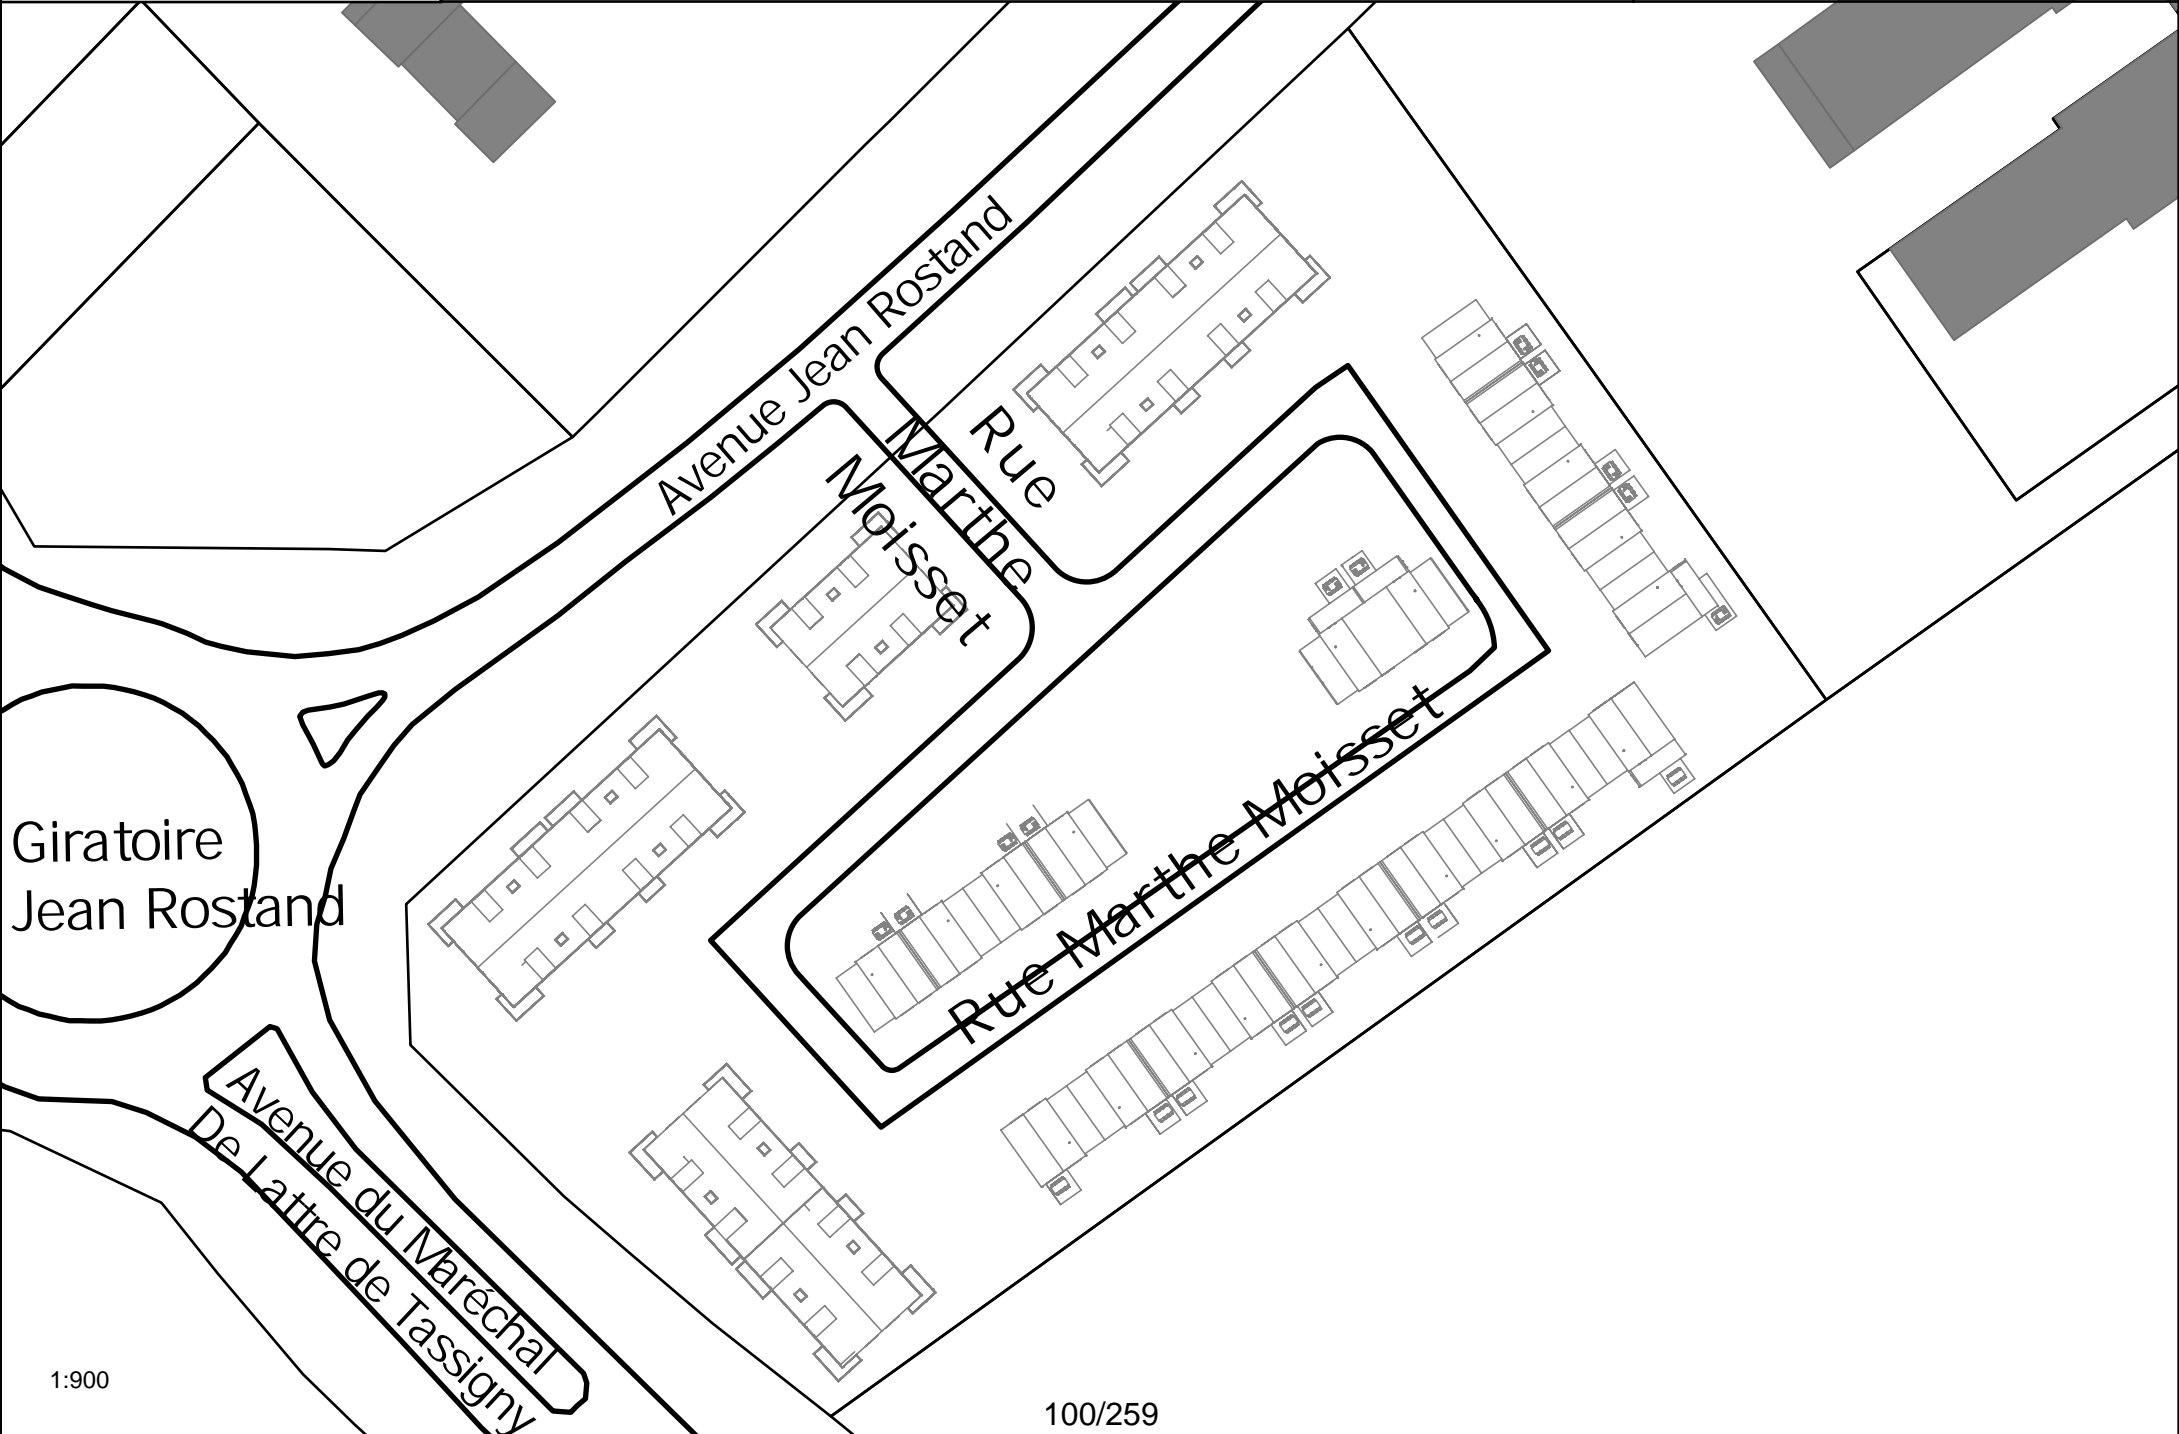 Avenue Jean Rostand
Rue
Marthe
Moisset
Rue Marthe Moisset
Giratoire
Jean Rostand
Avenue du Maréchal
De Lattre de Tassigny
1:900
100/259